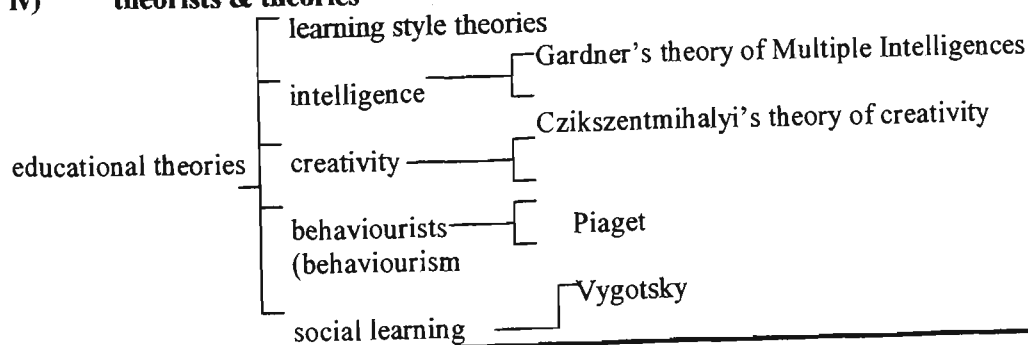 iv) theorists & theories
learning style theories
Gardner's theory of Multiple Intelligences
intelligence
Czikszentmihalyi's theory of creativity
educational theories
creativity
behaviourists
Piaget
(behaviourism
Vygotsky
social learning